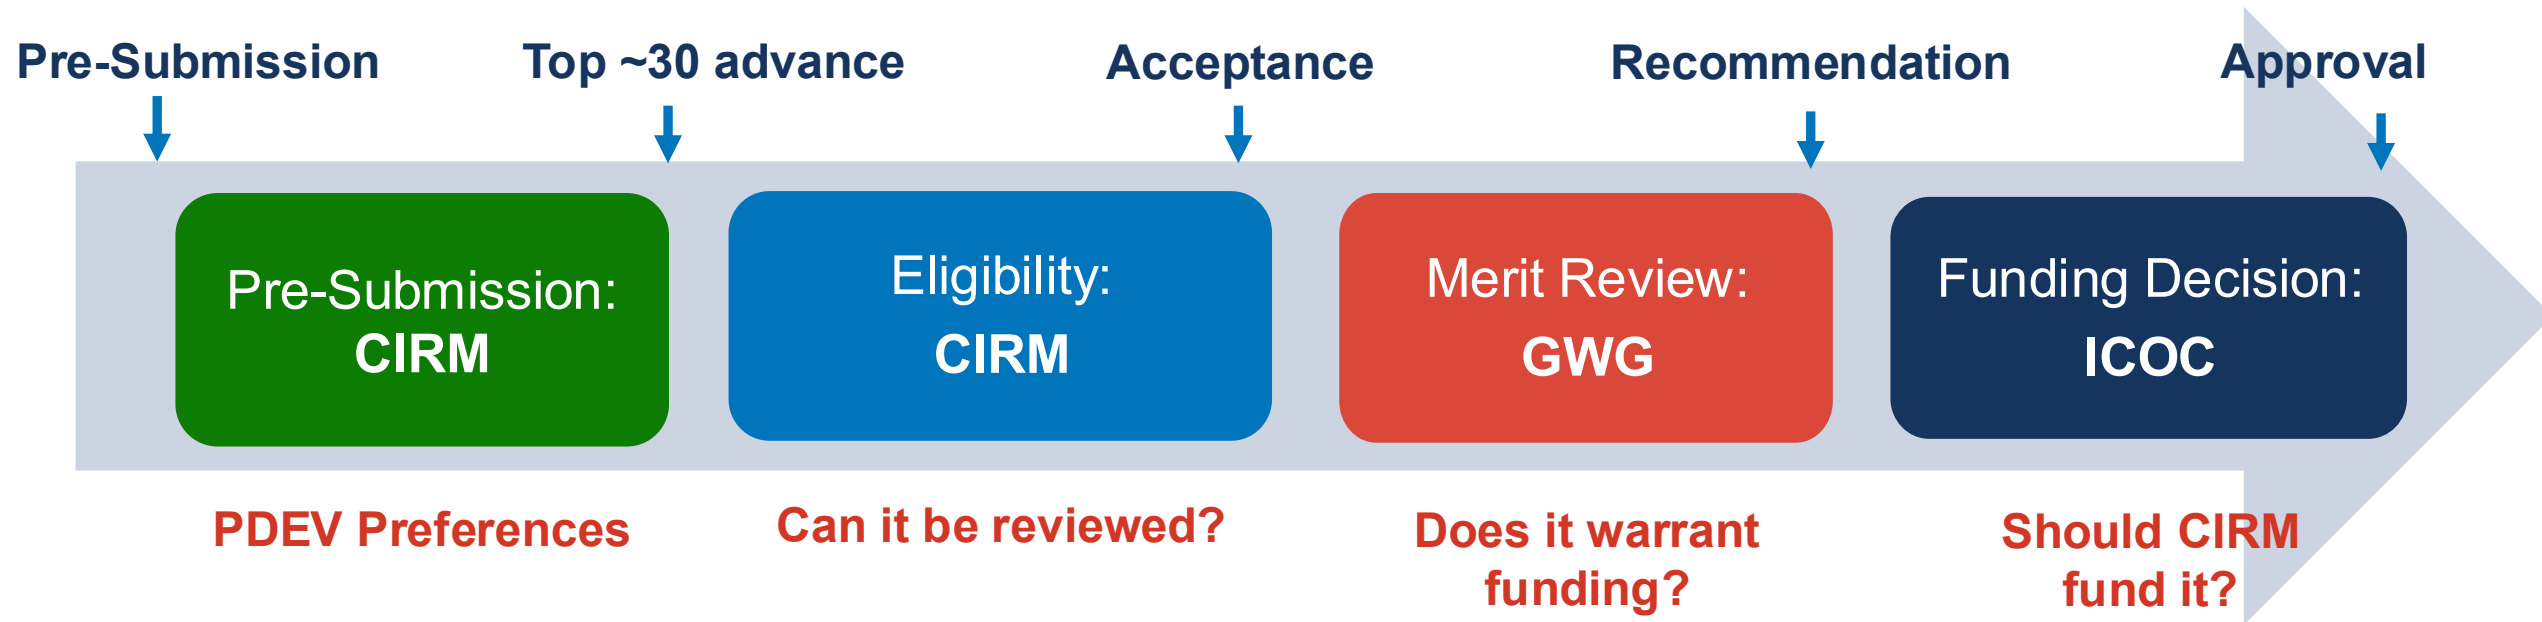 Pre-Submission
Top ~30 advance
Acceptance
Recommendation
Approval
Pre-Submission:
CIRM
Eligibility:
CIRM
Merit Review:
GWG
Funding Decision:
ICOC
PDEV Preferences
Can it be reviewed?
Does it warrant
funding?
Should CIRM
fund it?